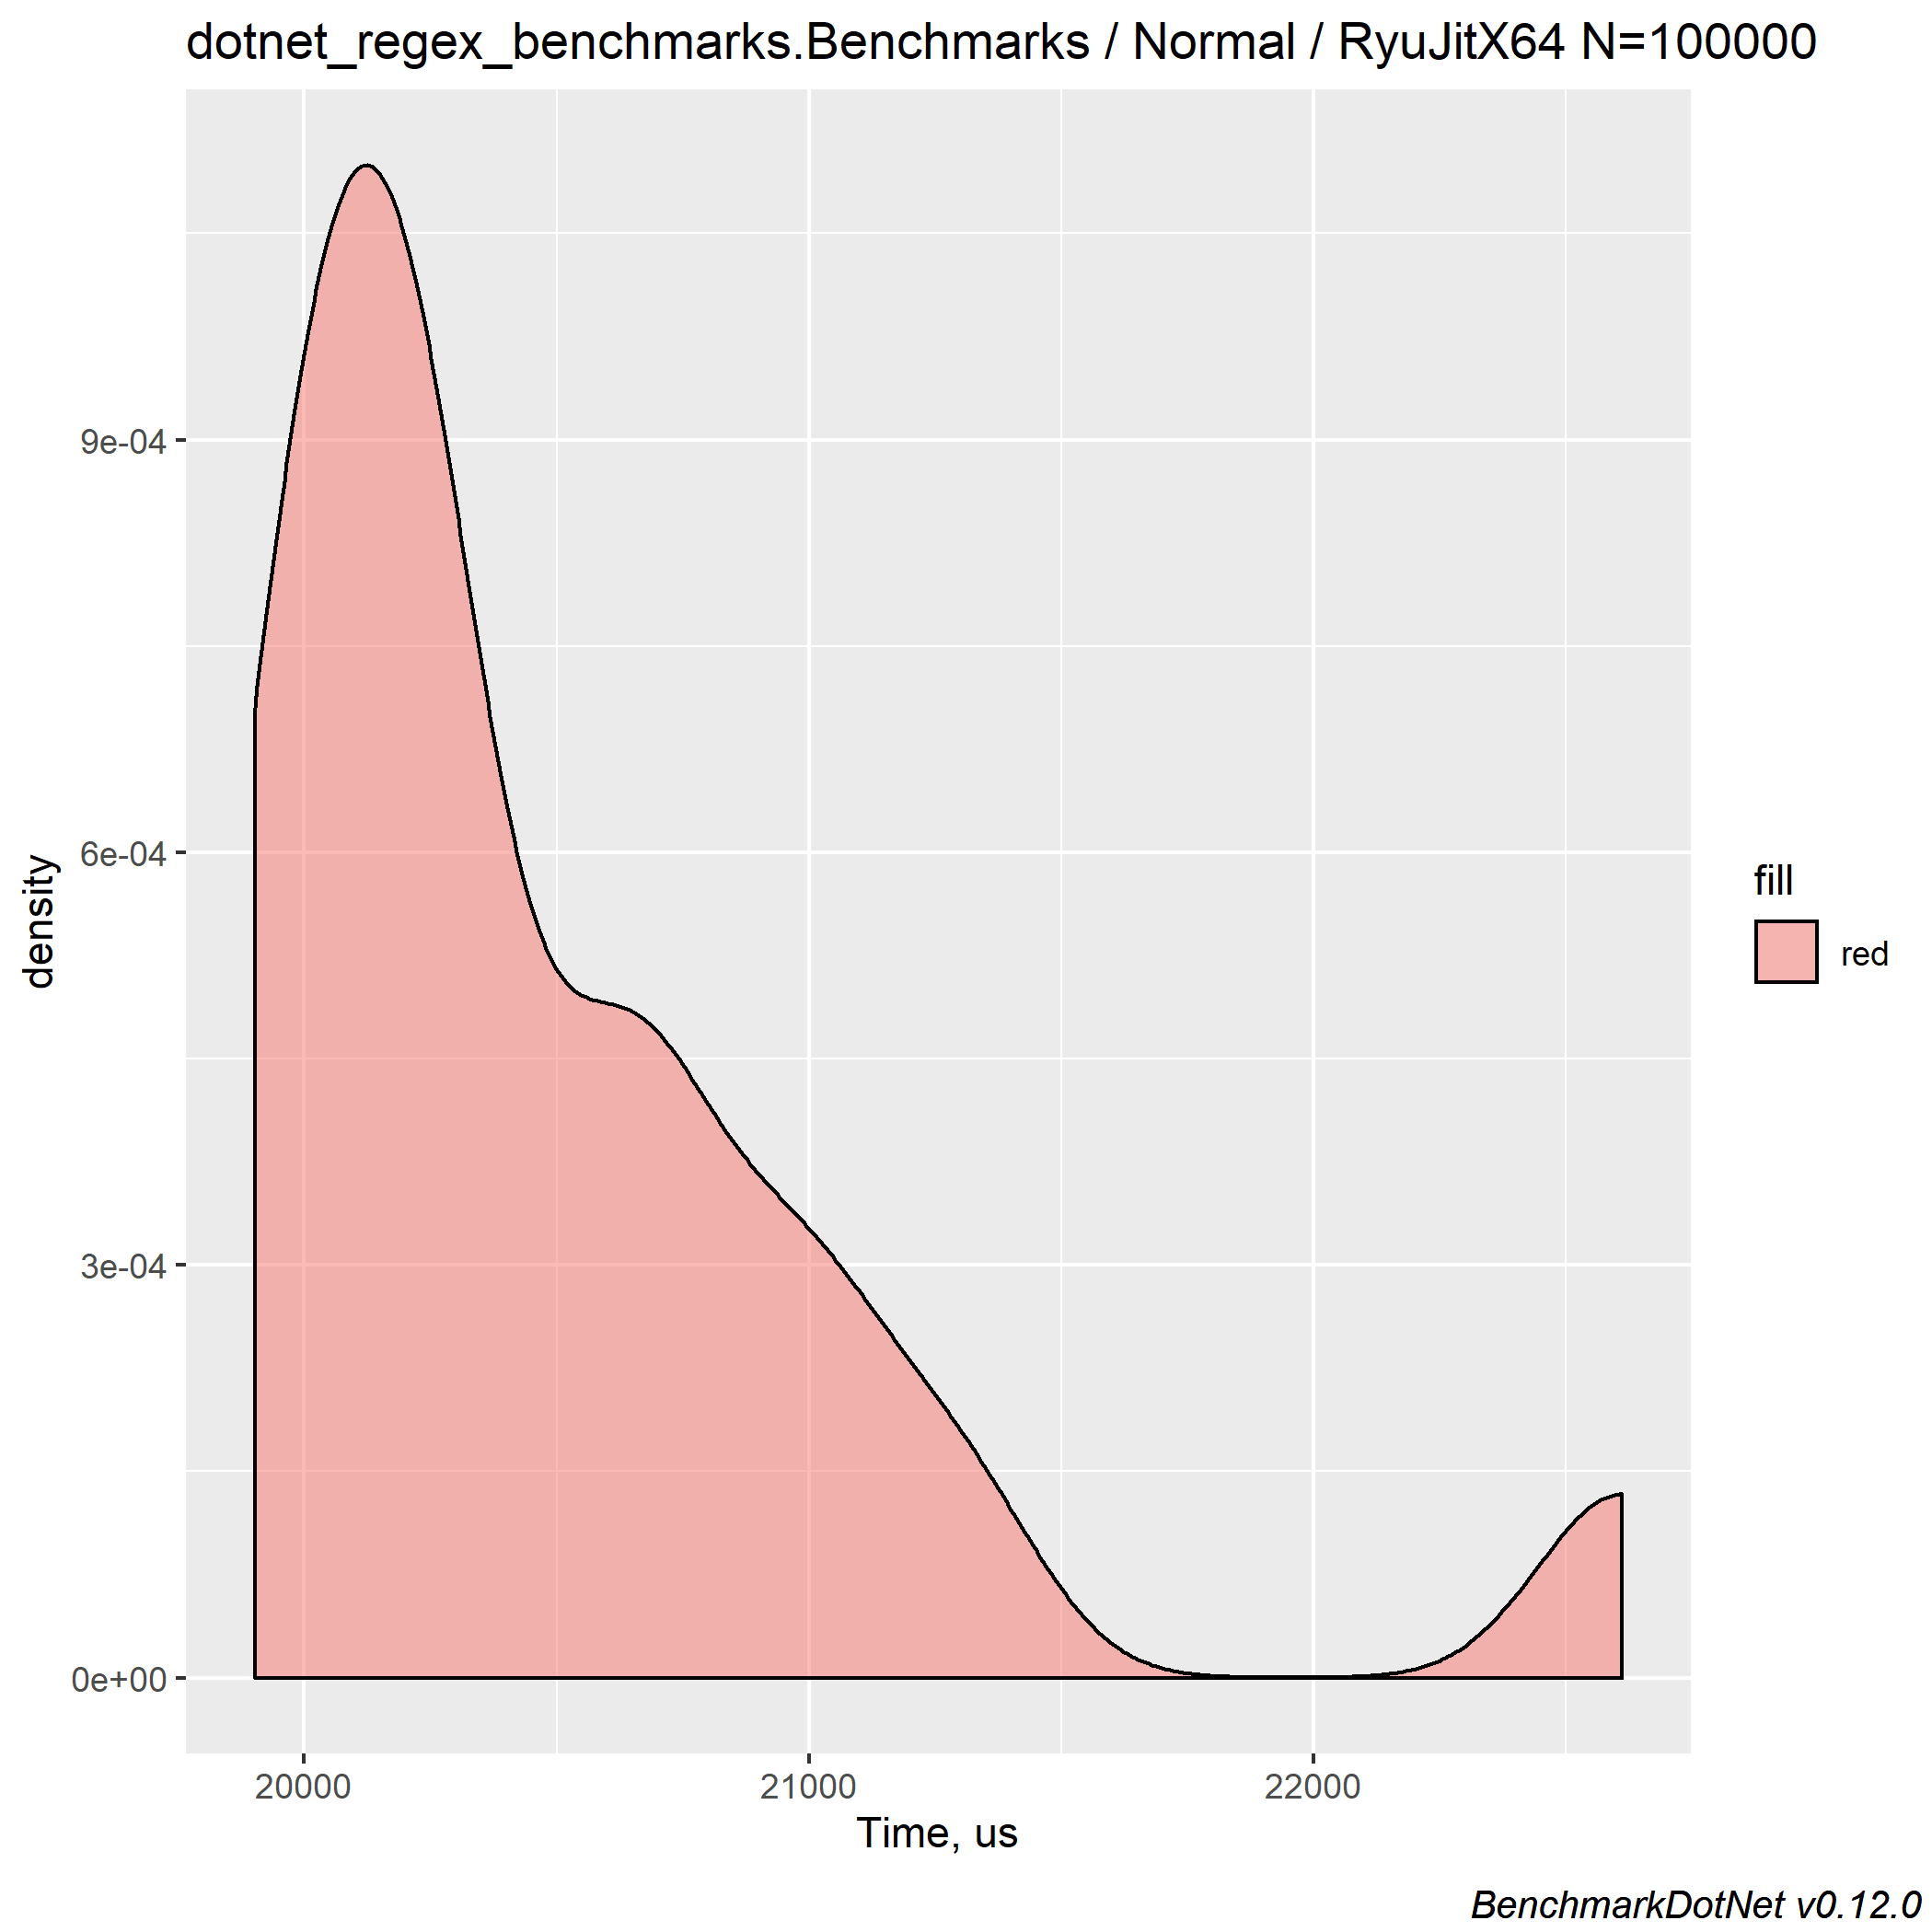 dotnet_regex_benchmarks.Benchmarks / Normal / RyuJitX64 N=100000
9e-04
6e-04
3e-04
0e+00
density
20000 21000 22000
Time, us
fill
red
BenchmarkDotNet v0.12.0